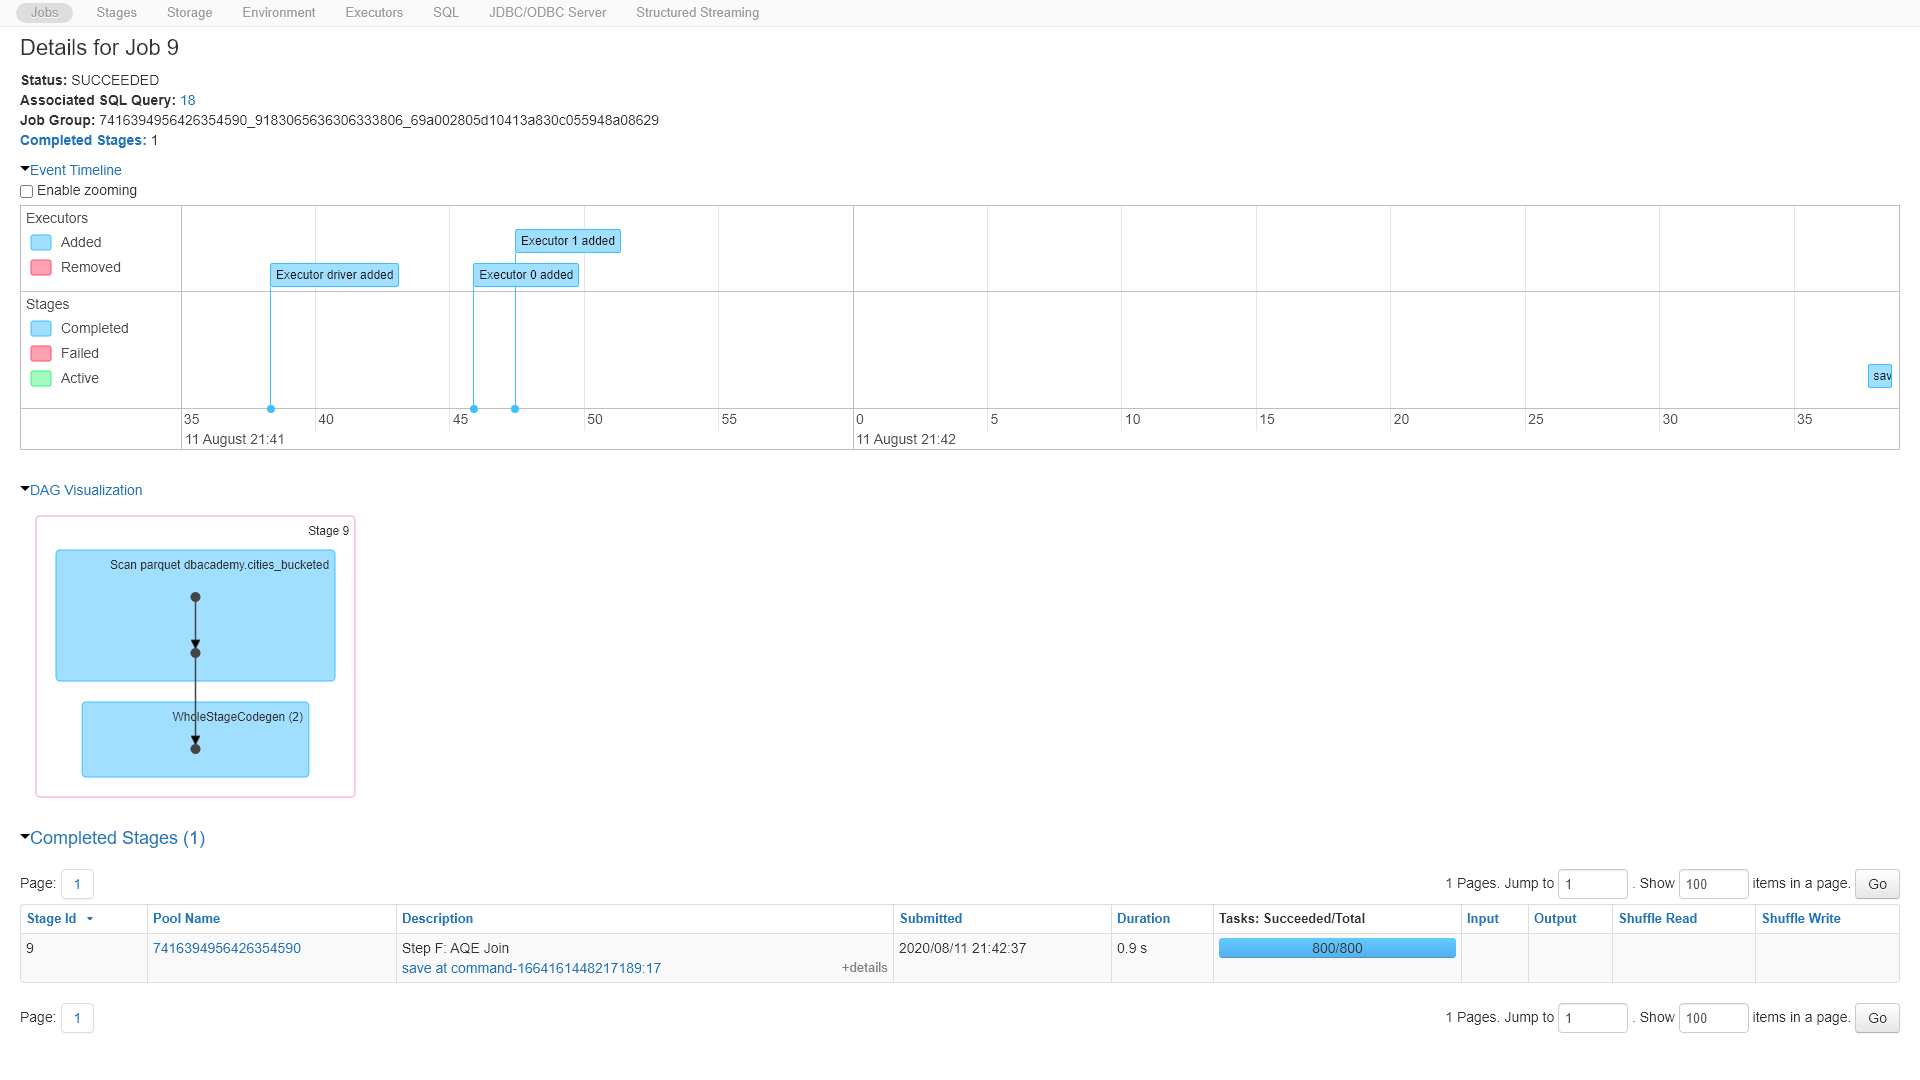 Jobs Stages Storage Environment Executors SQL JDBC/ODBC Server Structured Streaming
Details for Job 9
Status: SUCCEEDED
Associated SQL Query: 18
Job Group: 7416394956426354590_9183065636306333806_69a002805d10413a830c055948a08629
Completed Stages: 1
Event Timeline
Enable zooming
Executors
Added
Removed
Executor 1 added
Executor driver added
Executor 0 added
Stages
Completed
Failed
Active
sav
35 40 45 50 55 0 5 10 15 20 25 30 35
11 August 21:41 11 August 21:42
DAG Visualization
Stage 9
Scan parquet dbacademy.cities_bucketed
WholeStageCodegen (2)
Completed Stages (1)
Page: 1 1 Pages. Jump to 1 . Show 100 items in a page. Go
Stage Id Pool Name Description Submitted Duration Tasks: Succeeded/Total Input Output Shuffle Read Shuffle Write
9 7416394956426354590 Step F: AQE Join 2020/08/11 21:42:37 0.9 s 800/800
save at command-1664161448217189:17 +details
Page: 1 1 Pages. Jump to 1 . Show 100 items in a page. Go